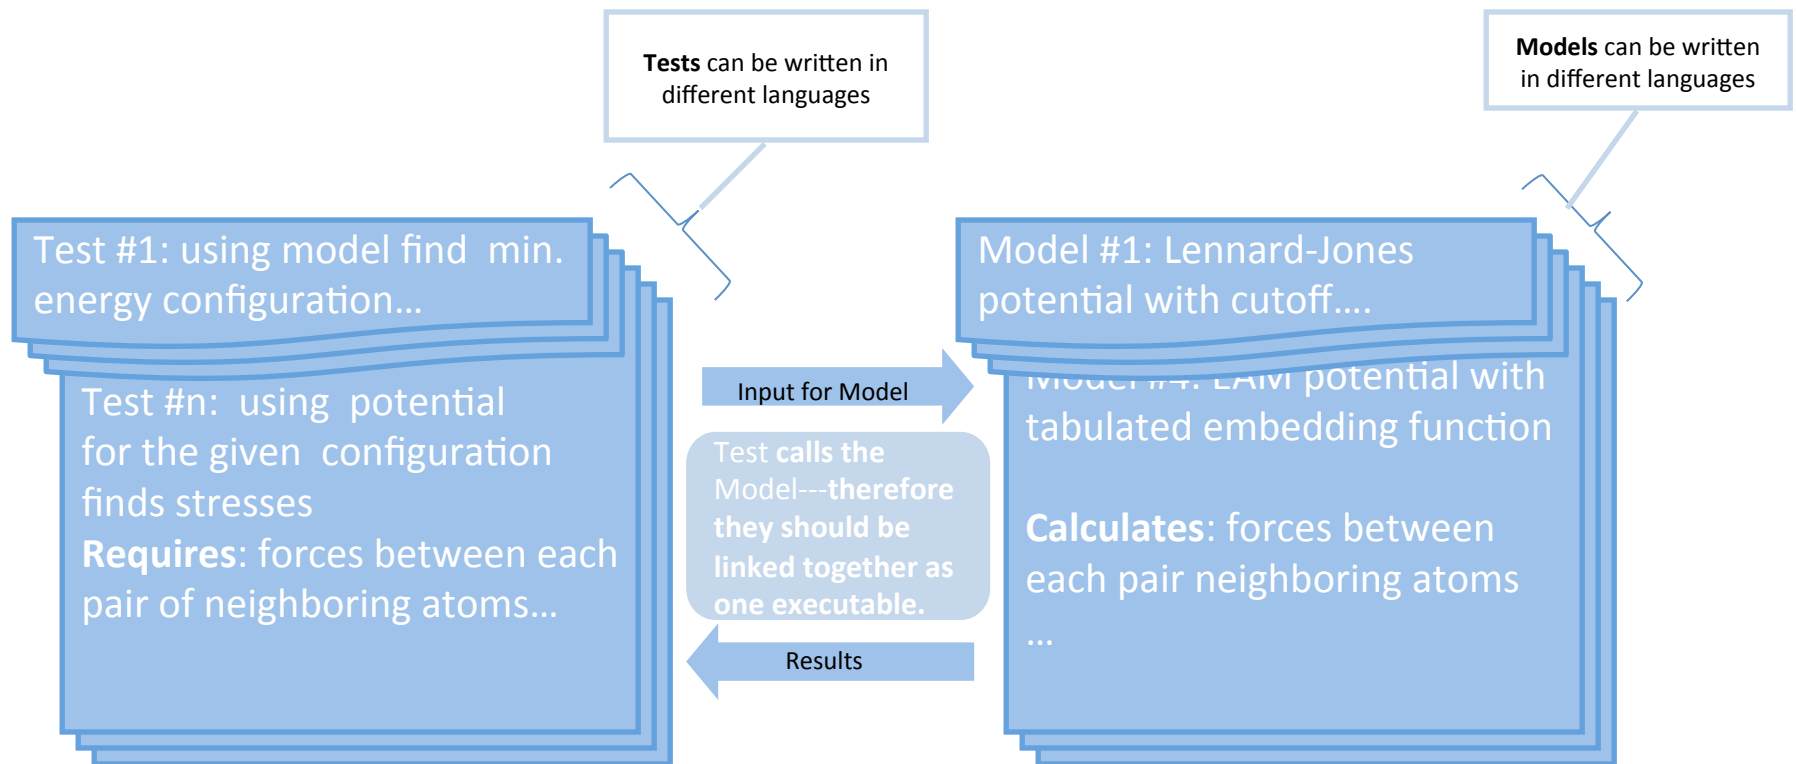 Tests can be written in
different languages
Models can be written
in different languages
Test #1: using model find min.
energy configuration…
Test #n: using potential
for the given configuration
finds stresses
Requires: forces between each
pair of neighboring atoms…
Input for Model
Test calls the
Model---therefore
they should be
linked together as
one executable.
Results
Model #1: Lennard-Jones
potential with cutoff….
Model #4: EAM potential with
tabulated embedding function
Calculates: forces between
each pair neighboring atoms
…